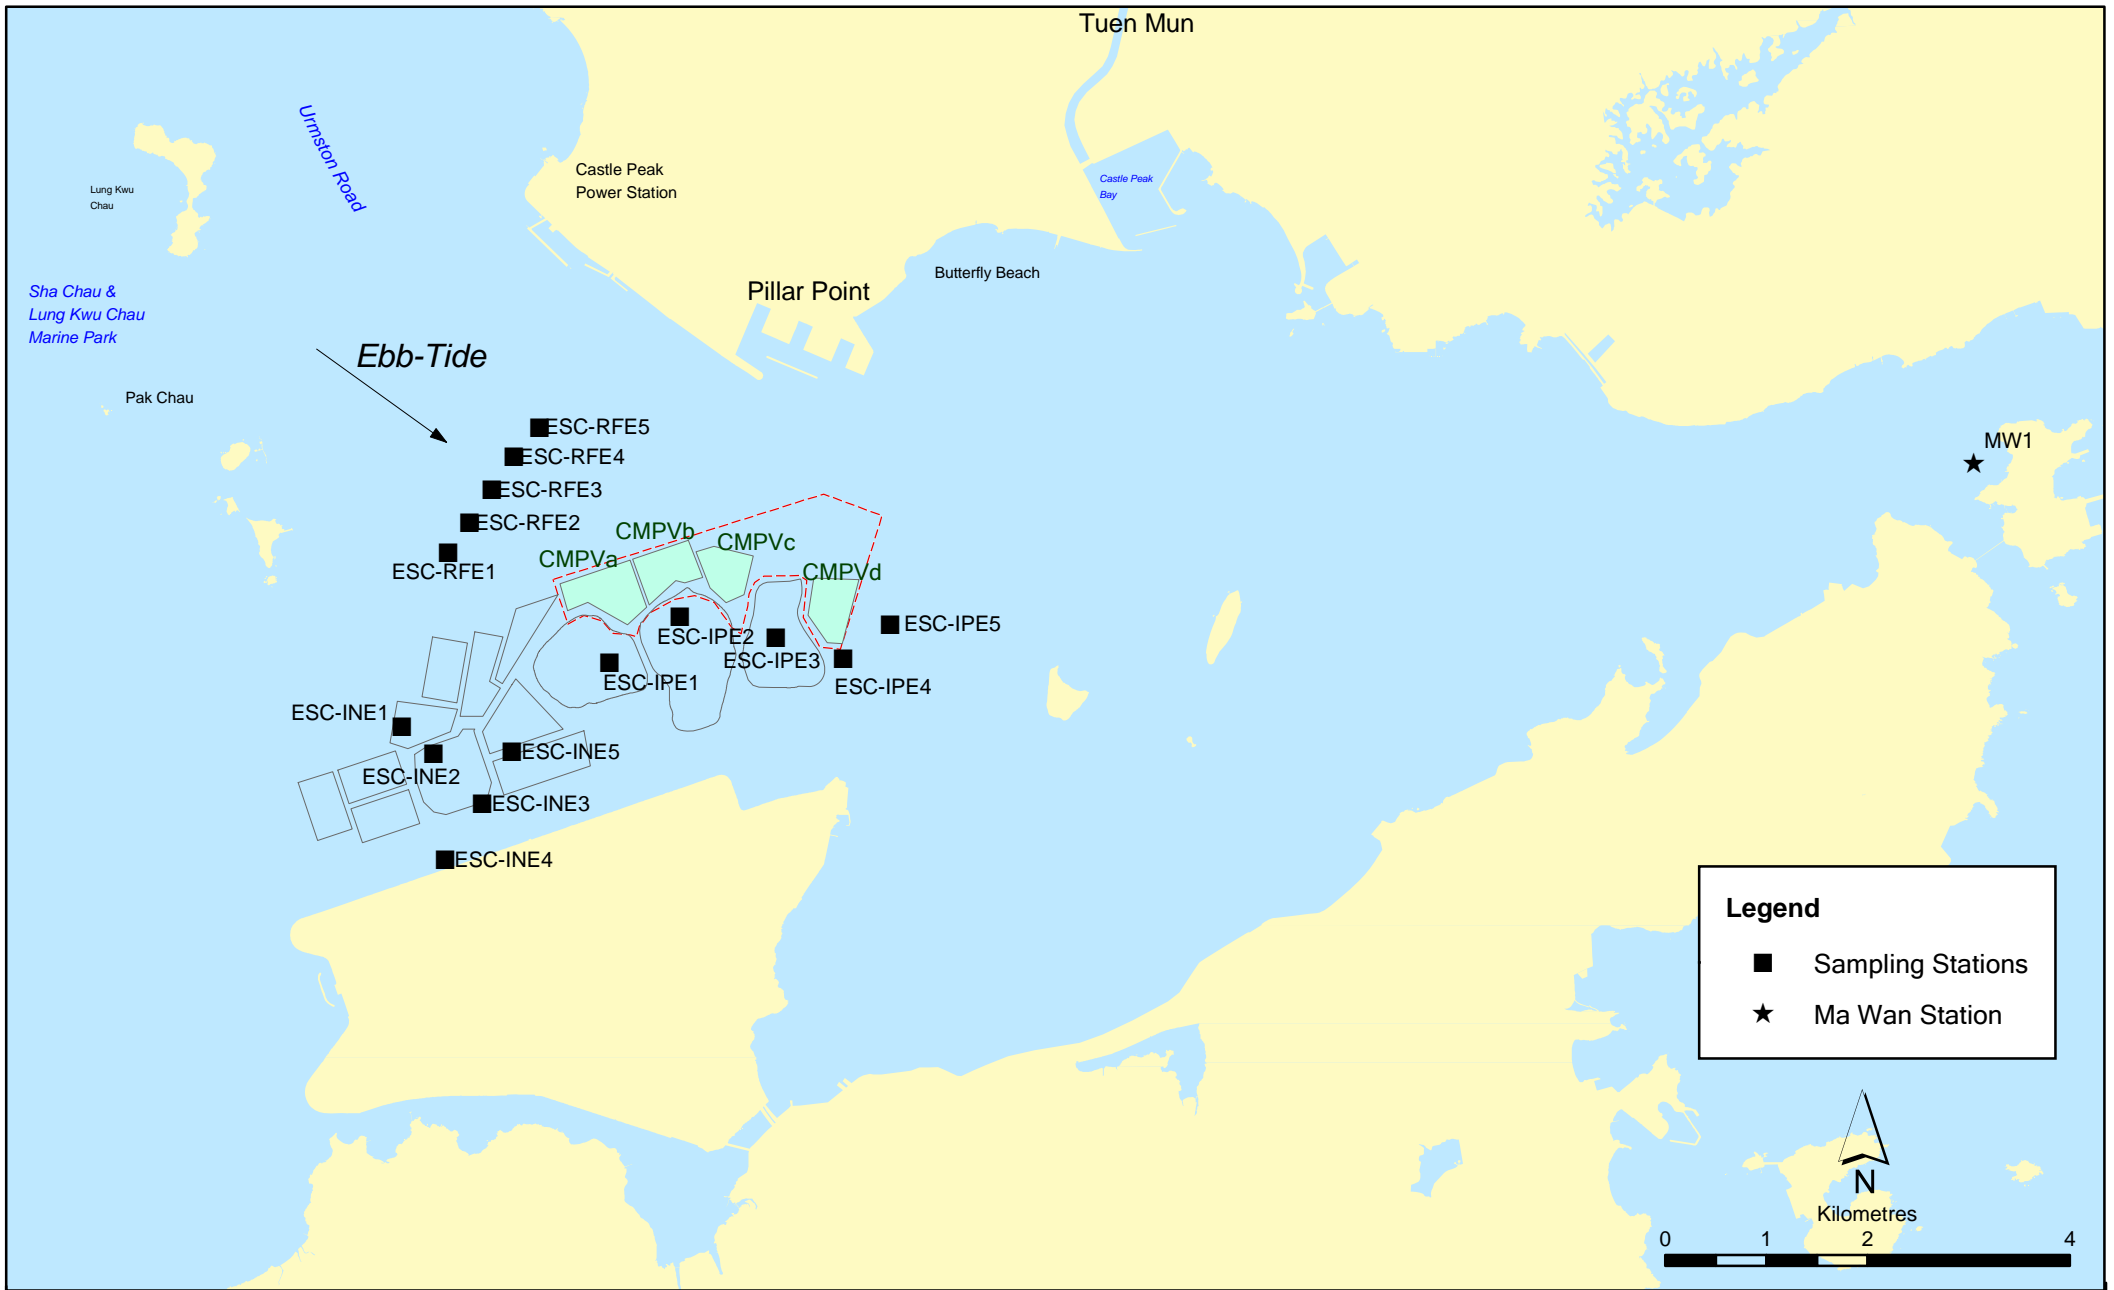 Tuen Mun
Urmston Road
Castle Peak
Power Station
Castle Peak
Bay
Lung Kwu
Chau
Butterfly Beach
Sha Chau &
Lung Kwu Chau
Marine Park
Pillar Point
Ebb-Tide
Pak Chau
ESC-RFE5
ESC-RFE4
ESC-RFE3
ESC-RFE2
ESC-RFE1
MW1
CMPVa
CMPVb
CMPVc
CMPVd
ESC-IPE1
ESC-IPE2
ESC-IPE3
ESC-IPE4
ESC-IPE5
ESC-INE1
ESC-INE2
ESC-INE5
ESC-INE3
ESC-INE4
Legend
Sampling Stations
Ma Wan Station
N
Kilometres
0 1 2 4